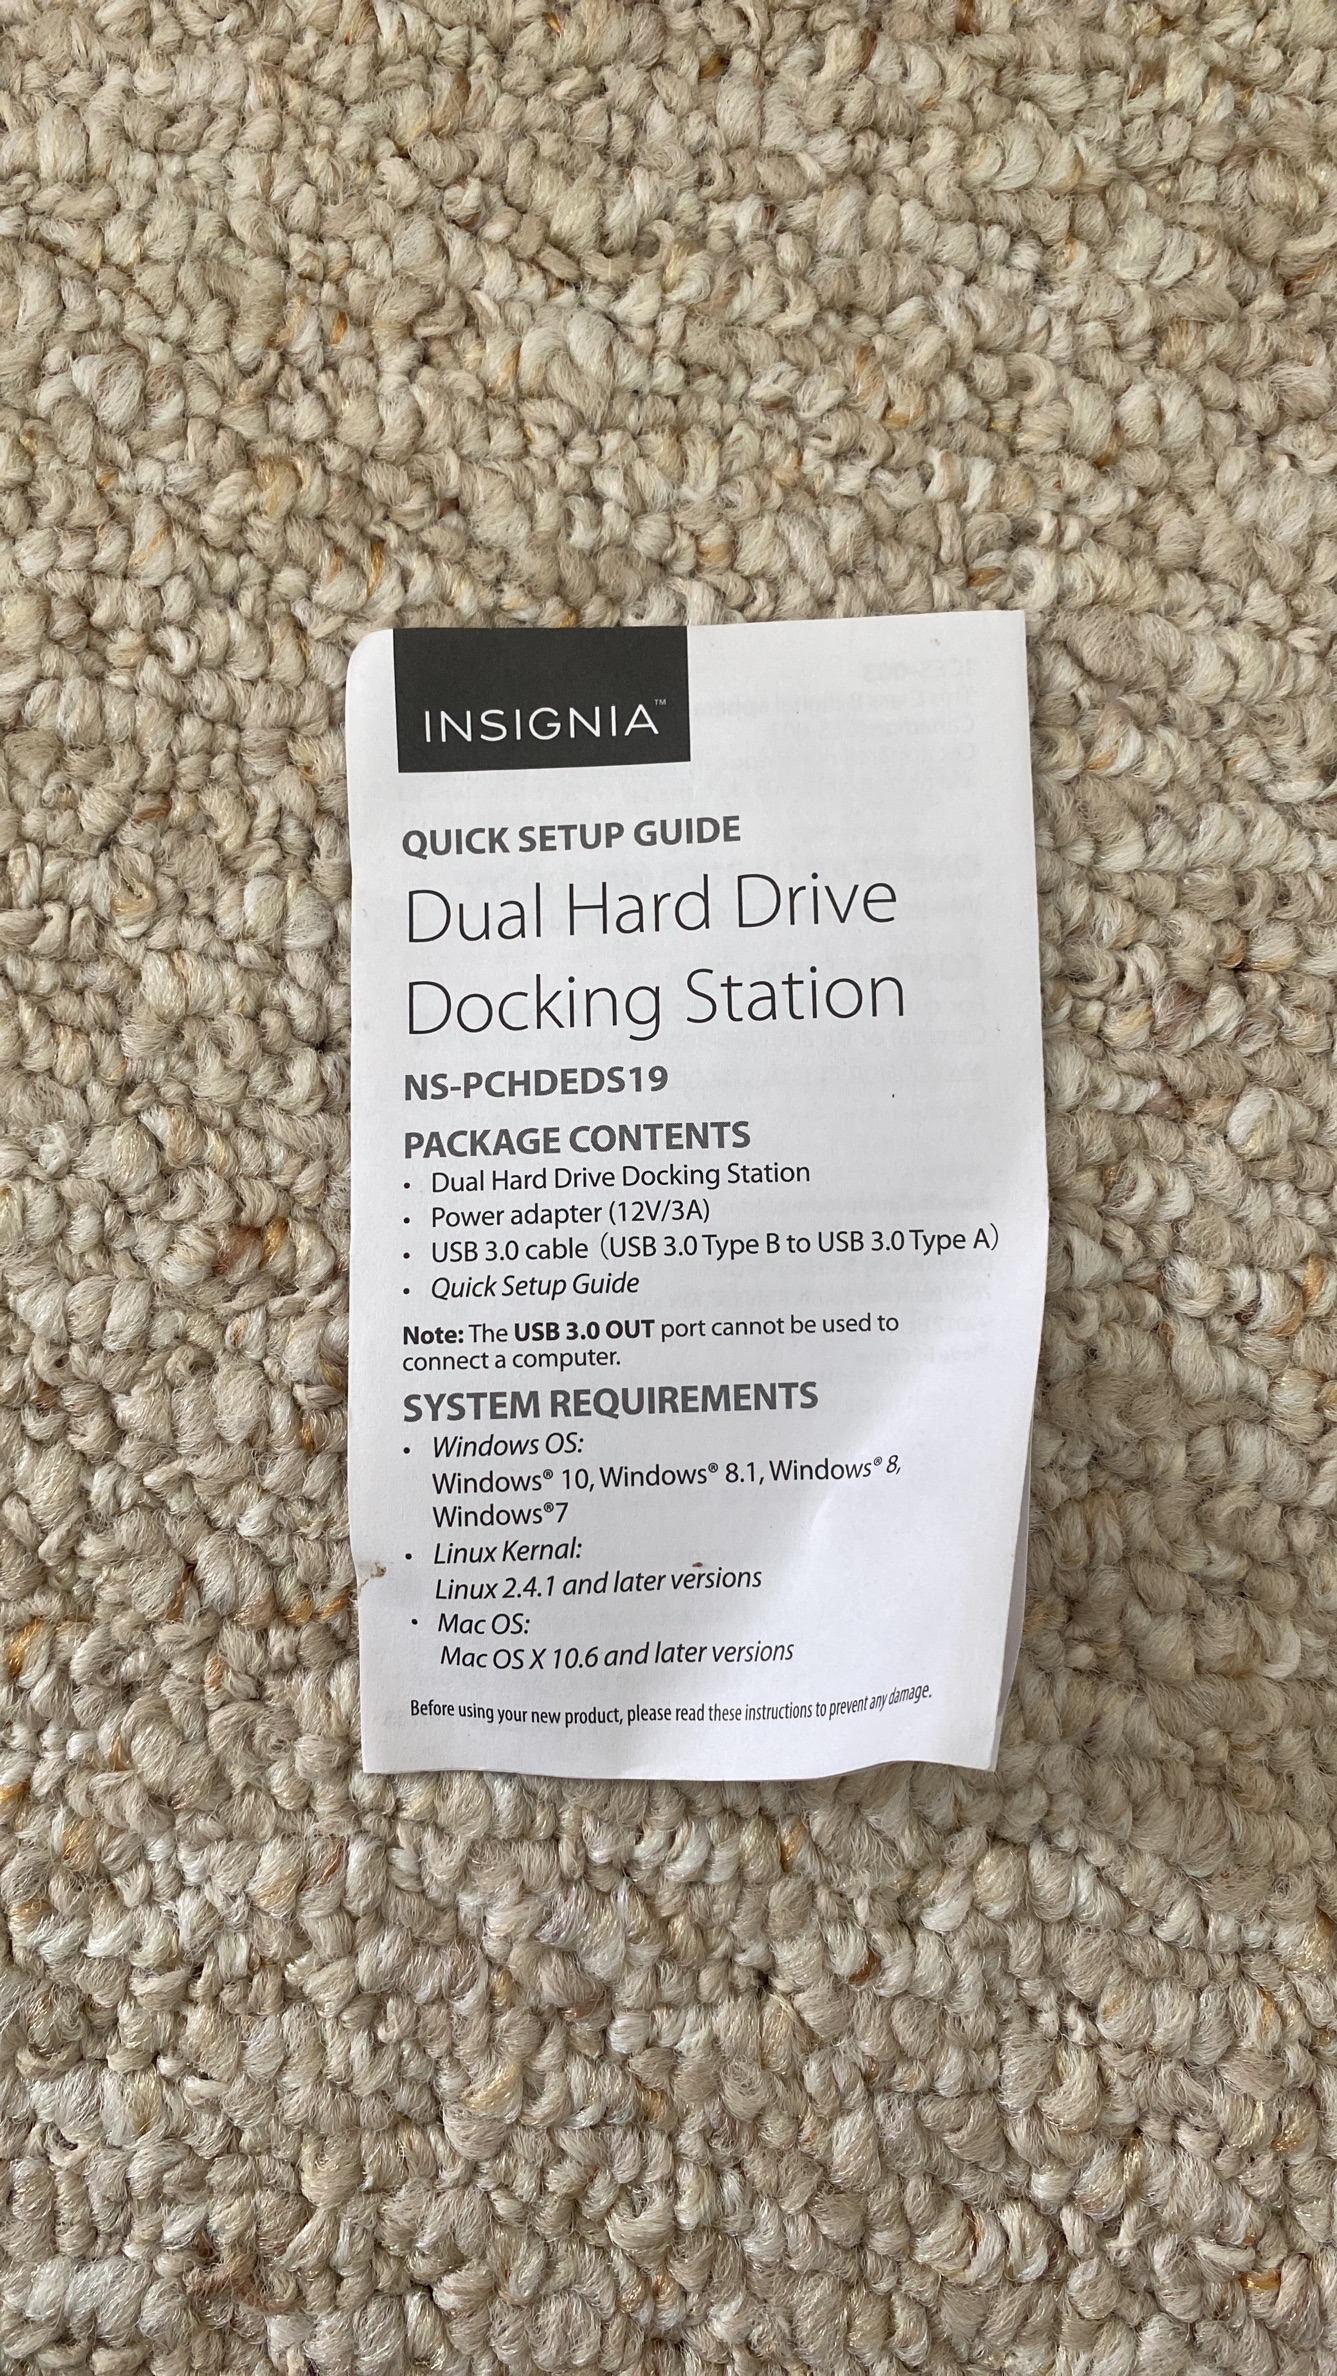 INSIGNIA™
QUICK SETUP GUIDE
Dual Hard Drive
Docking Station
NS-PCHDEDS19
PACKAGE CONTENTS
• Dual Hard Drive Docking Station
• Power adapter (12V/3A)
• USB 3.0 cable (USB 3.0 Type B to USB 3.0 Type A)
• Quick Setup Guide
Note: The USB 3.0 OUT port cannot be used to
connect a computer.
SYSTEM REQUIREMENTS
• Windows OS:
Windows® 10, Windows® 8.1, Windows® 8,
Windows®7
• Linux Kernal:
Linux 2.4.1 and later versions
• Mac OS:
Mac OS X 10.6 and later versions
Before using your new product, please read these instructions to prevent any damage.